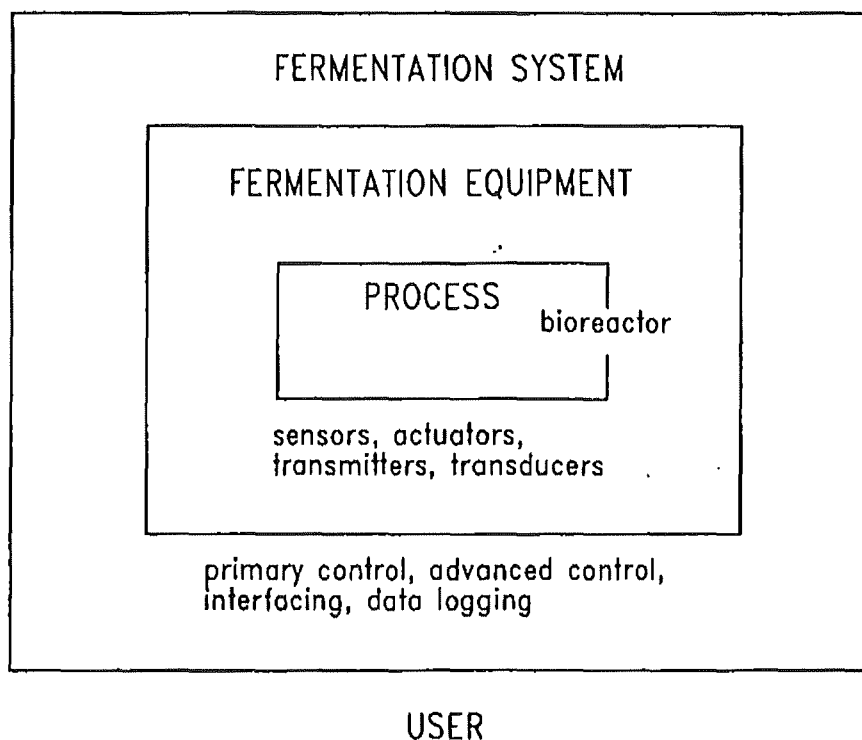 FERMENTATION SYSTEM
FERMENTATION EQUIPMENT
PROCESS
bioreactor
sensors, actuators,
transmitters, transducers
primary control, advanced control,
interfacing, data logging
USER